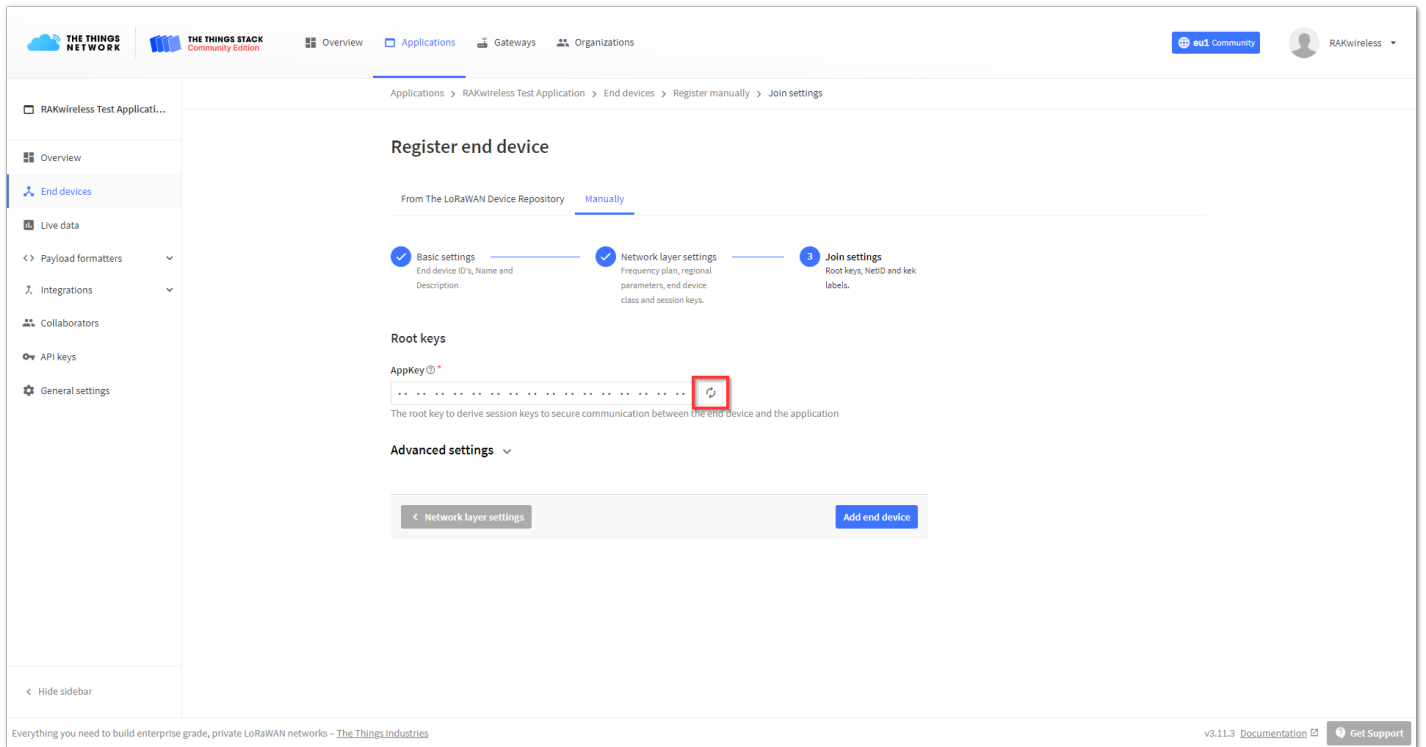 THE THINGS
NETWORK
THE THINGS STACK
Community Edition
Overview
Applications
Gateways
Organizations
eu1 Community
RAKwireless
RAKwireless Test Applicati...
Overview
End devices
Live data
Payload formatters
Integrations
Collaborators
API keys
General settings
Hide sidebar
Applications > RAKwireless Test Application > End devices > Register manually > Join settings
Register end device
From The LoRaWAN Device Repository
Manually
Basic settings
End device ID's, Name and
Description
Network layer settings
Frequency plan, regional
parameters, end device
class and session keys.
3
Join settings
Root keys, NetID and kek
labels.
Root keys
AppKey *
The root key to derive session keys to secure communication between the end device and the application
Advanced settings
Network layer settings
Add end device
Everything you need to build enterprise grade, private LoRaWAN networks – The Things Industries
v3.11.3 Documentation
Get Support